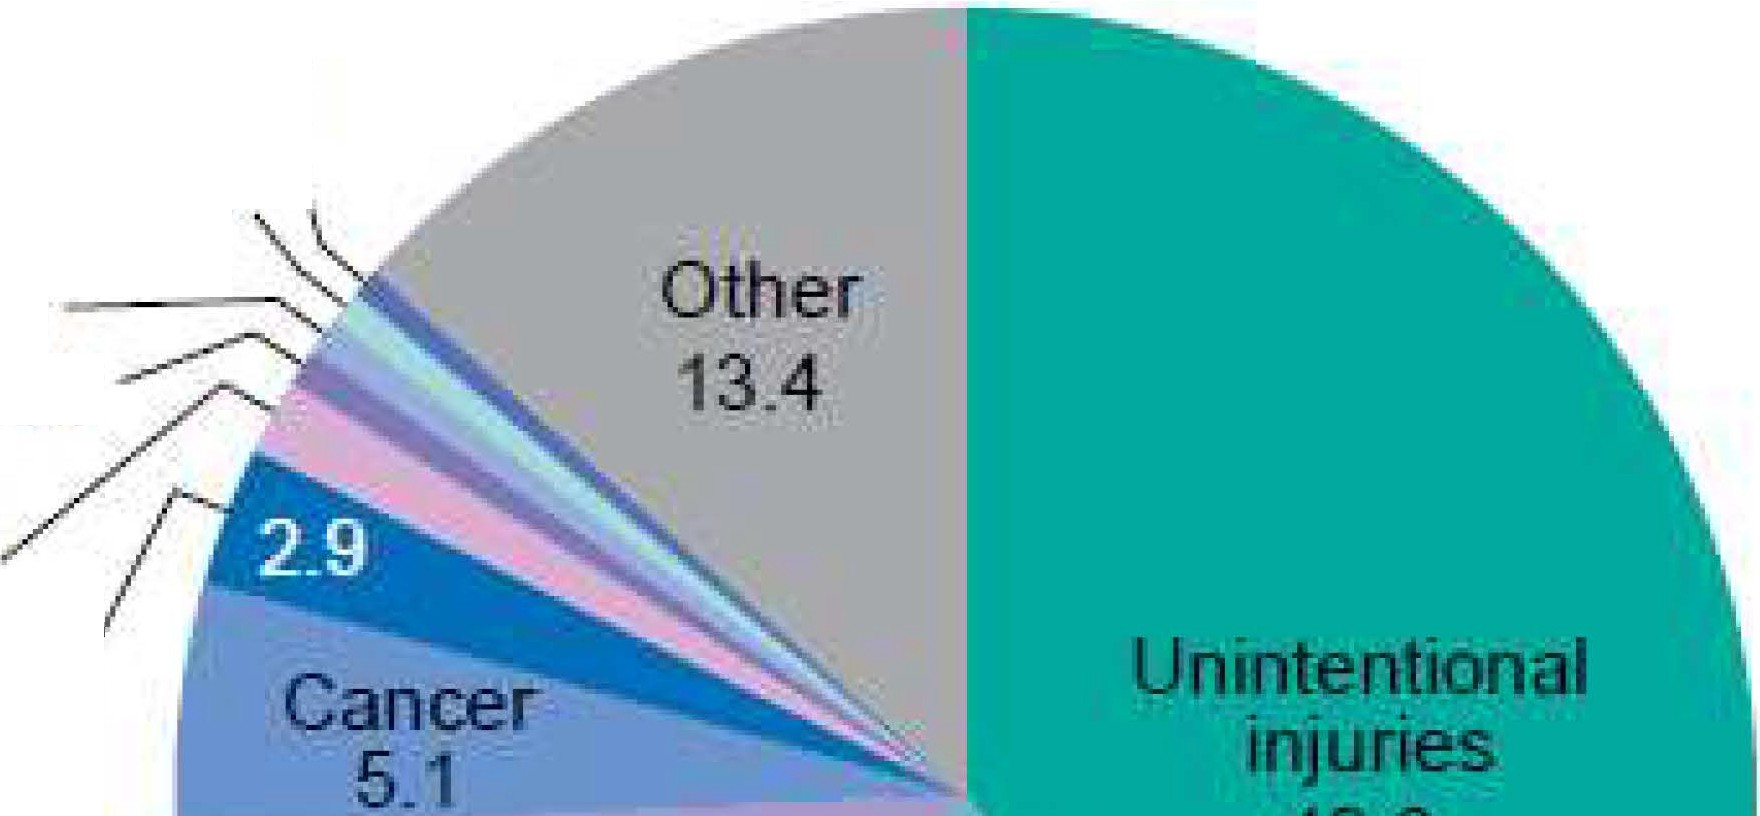 Other
13.4
2.9
Cancer
5.1
Unintentional
injuries